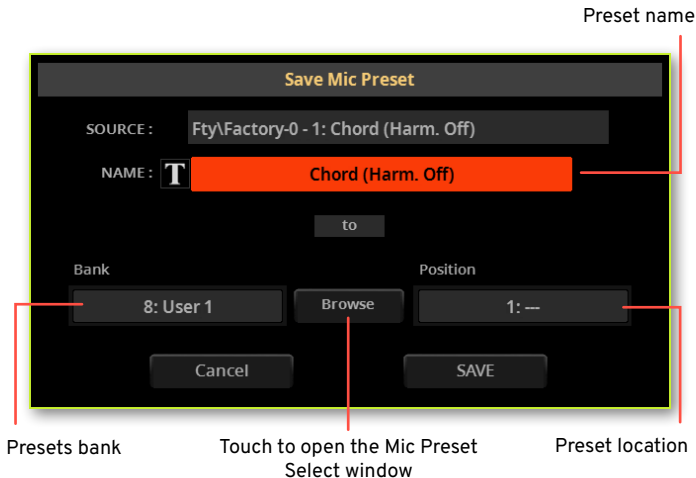 Preset name
Save Mic Preset
SOURCE :
Fty\Factory-0 - 1: Chord (Harm. Off)
NAME :
T
Chord (Harm. Off)
to
Bank
Position
8: User 1
Browse
1: ---
Cancel
SAVE
Presets bank
Touch to open the Mic Preset
Select window
Preset location